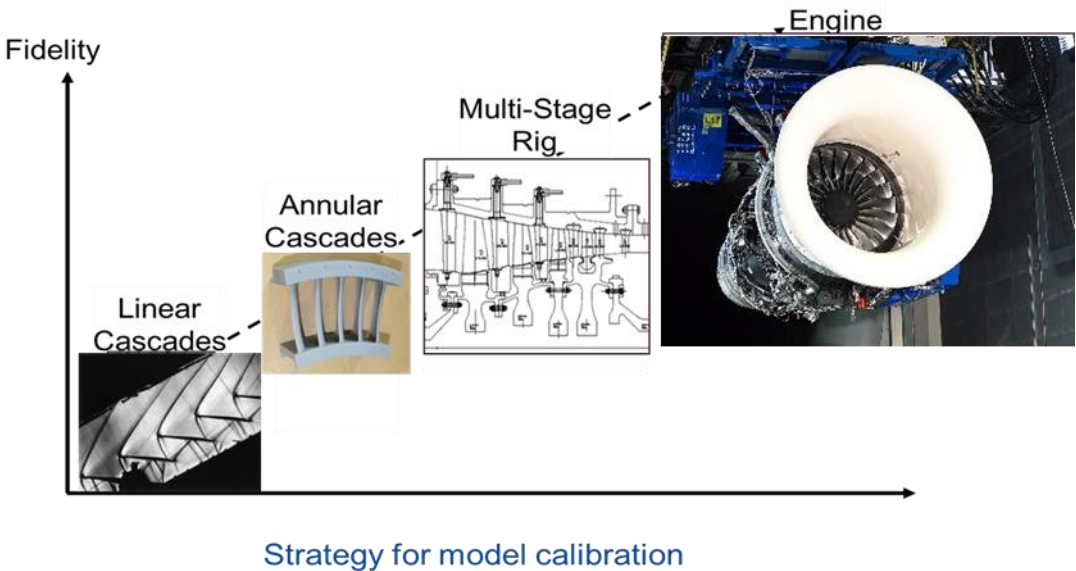 Engine
Fidelity
Multi-Stage
Rig
Annular
Cascades
Linear
Cascades
Strategy for model calibration